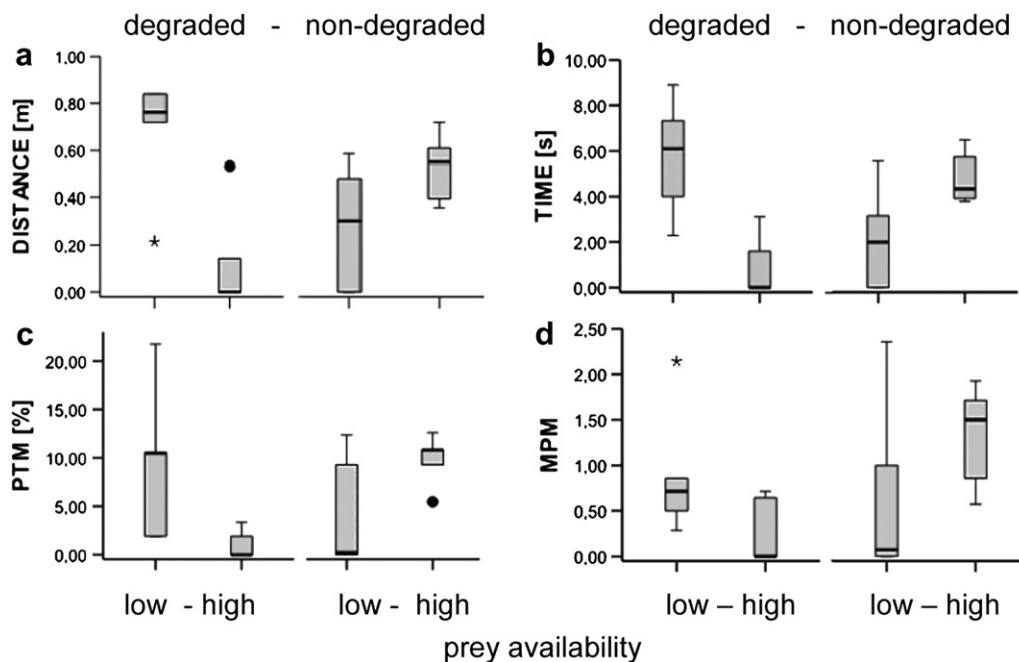 degraded - non-degraded
degraded - non-degraded
a
DISTANCE [m]
1.00
0.80
0.60
0.40
0.20
0.00
b
TIME [s]
10.00
8,00
6,00
4,00
2,00
0,00
c
PTM [%]
20.00
15,00
10,00
5,00
0,00
d
MPM
2,50
2,00
1,50
1,00
0,50
0,00
low - high
low - high
low – high
low – high
prey availability